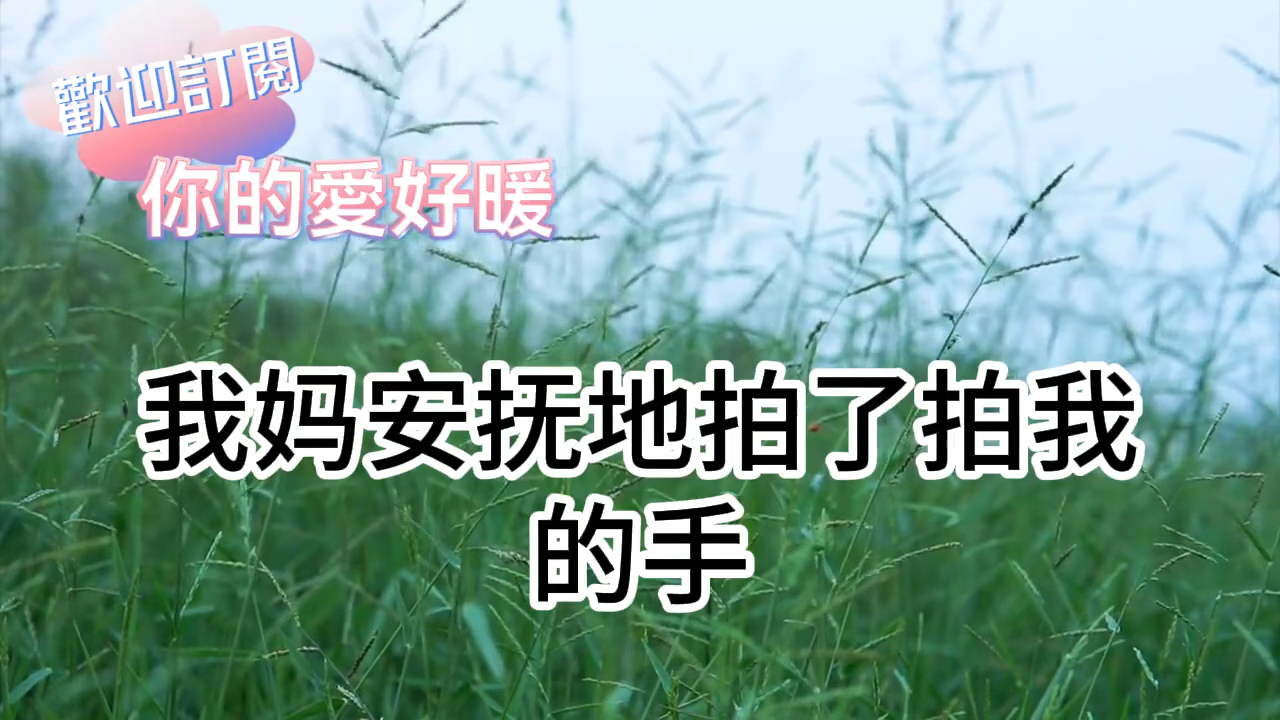 歡迎訂閱
你的愛好暖
我妈安抚地拍了拍我
的手